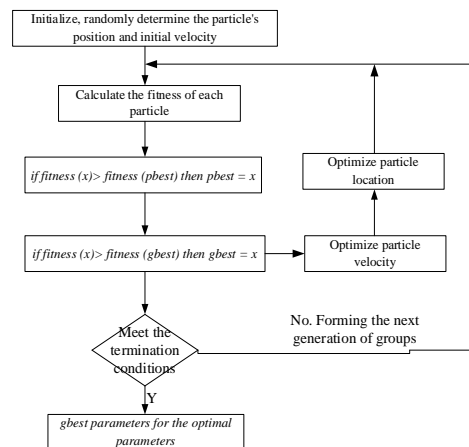 Initialize, randomly determine the particle's
position and initial velocity
Calculate the fitness of each
particle
if fitness (x)> fitness (pbest) then pbest = x
Optimize particle
location
if fitness (x)> fitness (gbest) then gbest = x
Optimize particle
velocity
Meet the
termination
conditions
No. Forming the next
generation of groups
Y
gbest parameters for the optimal
parameters